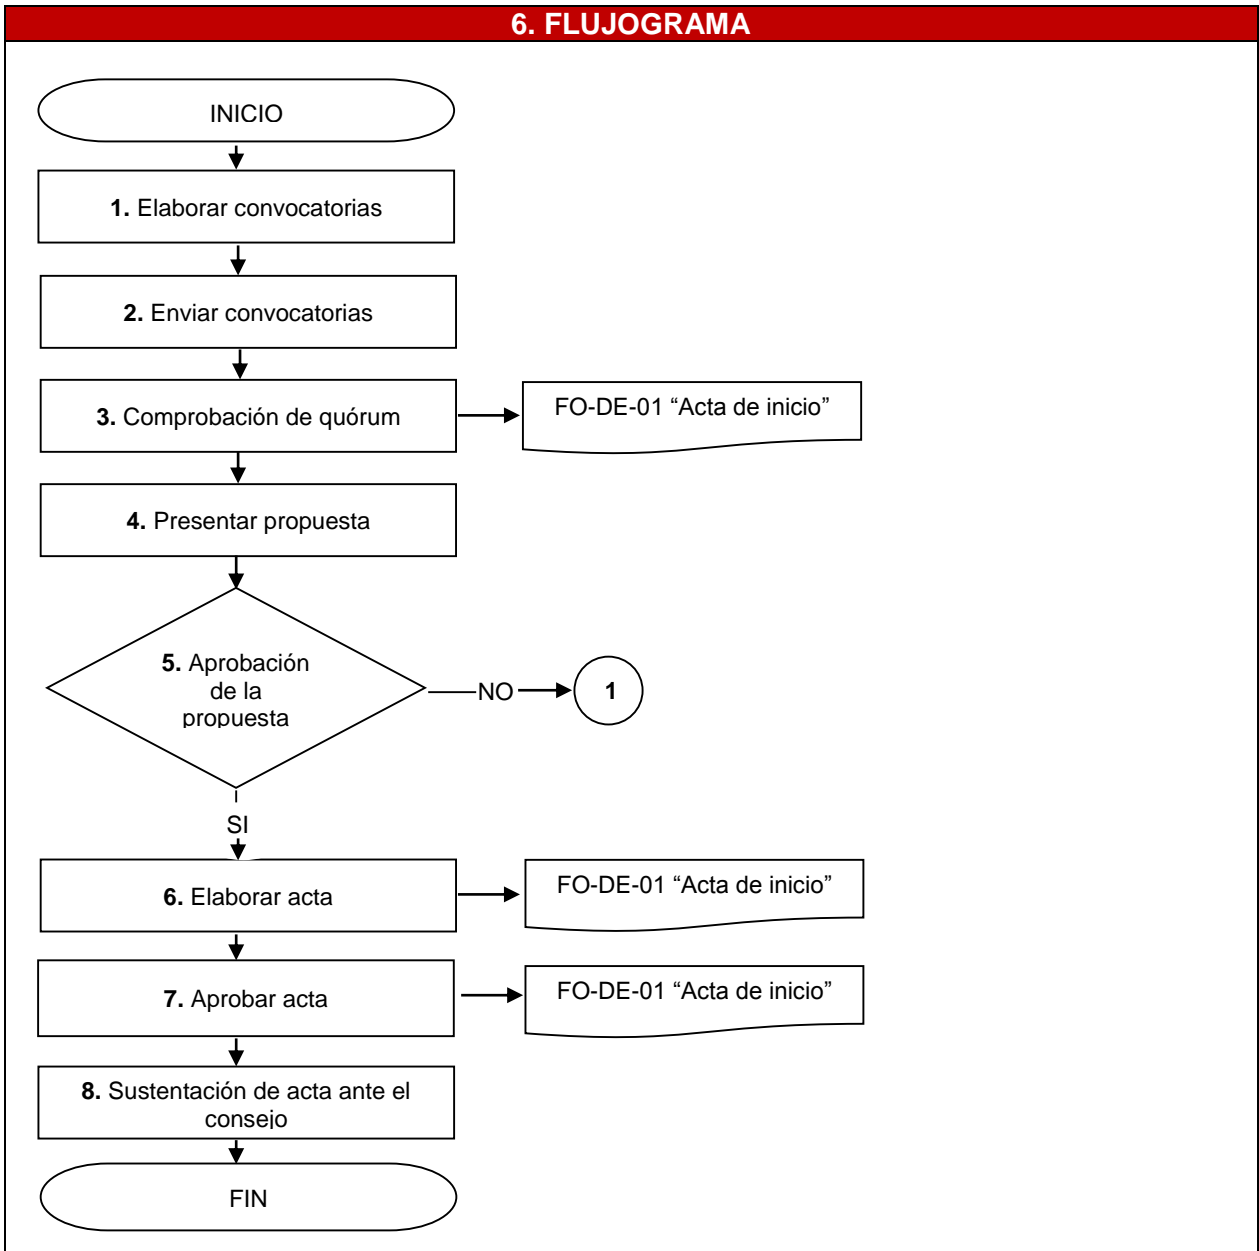 6. FLUJOGRAMA
INICIO
1. Elaborar convocatorias
2. Enviar convocatorias
3. Comprobación de quórum
FO-DE-01 “Acta de inicio”
4. Presentar propuesta
5. Aprobación
de la
propuesta
NO
1
SI
6. Elaborar acta
FO-DE-01 “Acta de inicio”
7. Aprobar acta
FO-DE-01 “Acta de inicio”
8. Sustentación de acta ante el
consejo
FIN